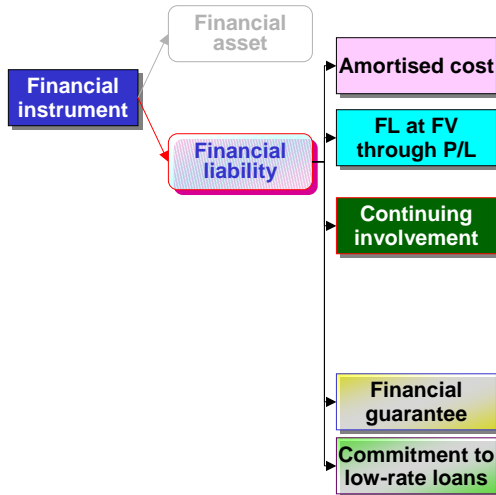 Financial
asset
Financial
instrument
Financial
liability
Amortised cost
FL at FV
through P/L
Continuing
involvement
Financial
guarantee
Commitment to
low-rate loans